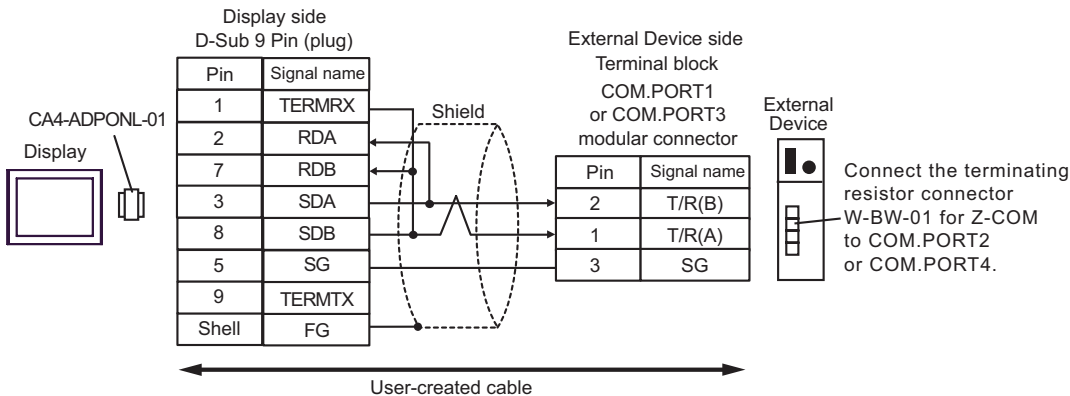 Display side
D-Sub 9 Pin (plug)
Pin Signal name
1 TERMRX
2 RDA
7 RDB
3 SDA
8 SDB
5 SG
9 TERMTX
Shell FG
CA4-ADPONL-01
Display
Shield
External Device side
Terminal block
COM.PORT1
or COM.PORT3
modular connector
Pin Signal name
2 T/R(B)
1 T/R(A)
3 SG
External
Device
Connect the terminating
resistor connector
W-BW-01 for Z-COM
to COM.PORT2
or COM.PORT4.
User-created cable